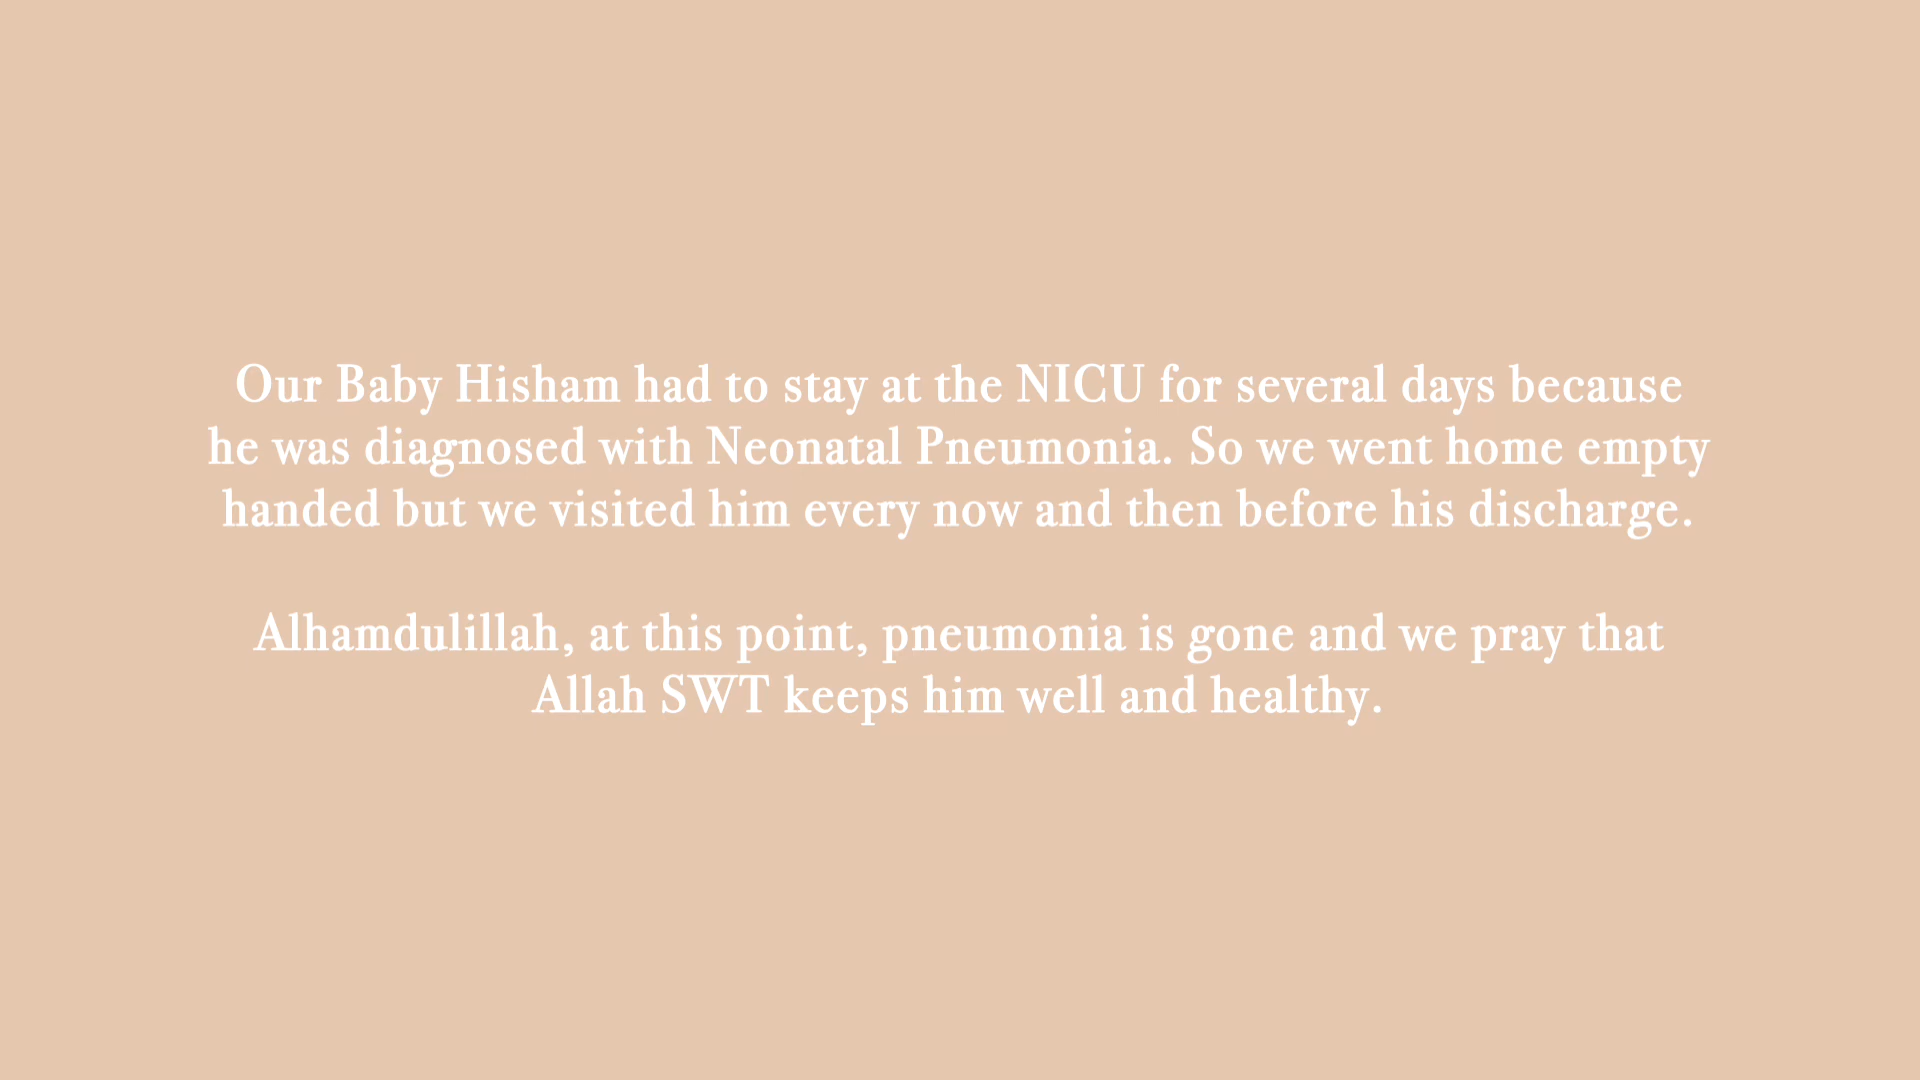 Our Baby Hisham had to stay at the NICU for several days because
he was diagnosed with Neonatal Pneumonia. So we went home empty
handed but we visited him every now and then before his discharge.
Alhamdulillah, at this point, pneumonia is gone and we pray that
Allah SWT keeps him well and healthy.